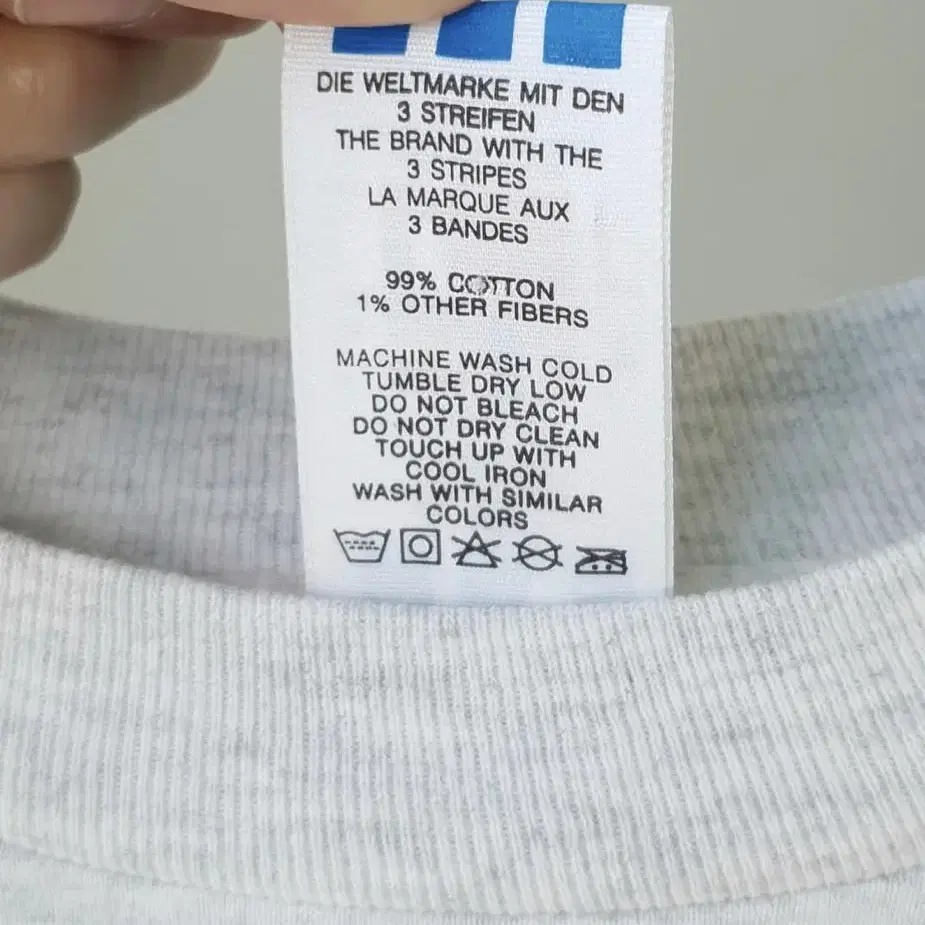 DIE WELTMARKE MIT DEN
3 STREIFEN
THE BRAND WITH THE
3 STRIPES
LA MARQUE AUX
3 BANDES
99% COTTON
1% OTHER FIBERS
MACHINE WASH COLD
TUMBLE DRY LOW
DO NOT BLEACH
DO NOT DRY CLEAN
TOUCH UP WITH
COOL IRON
WASH WITH SIMILAR
COLORS